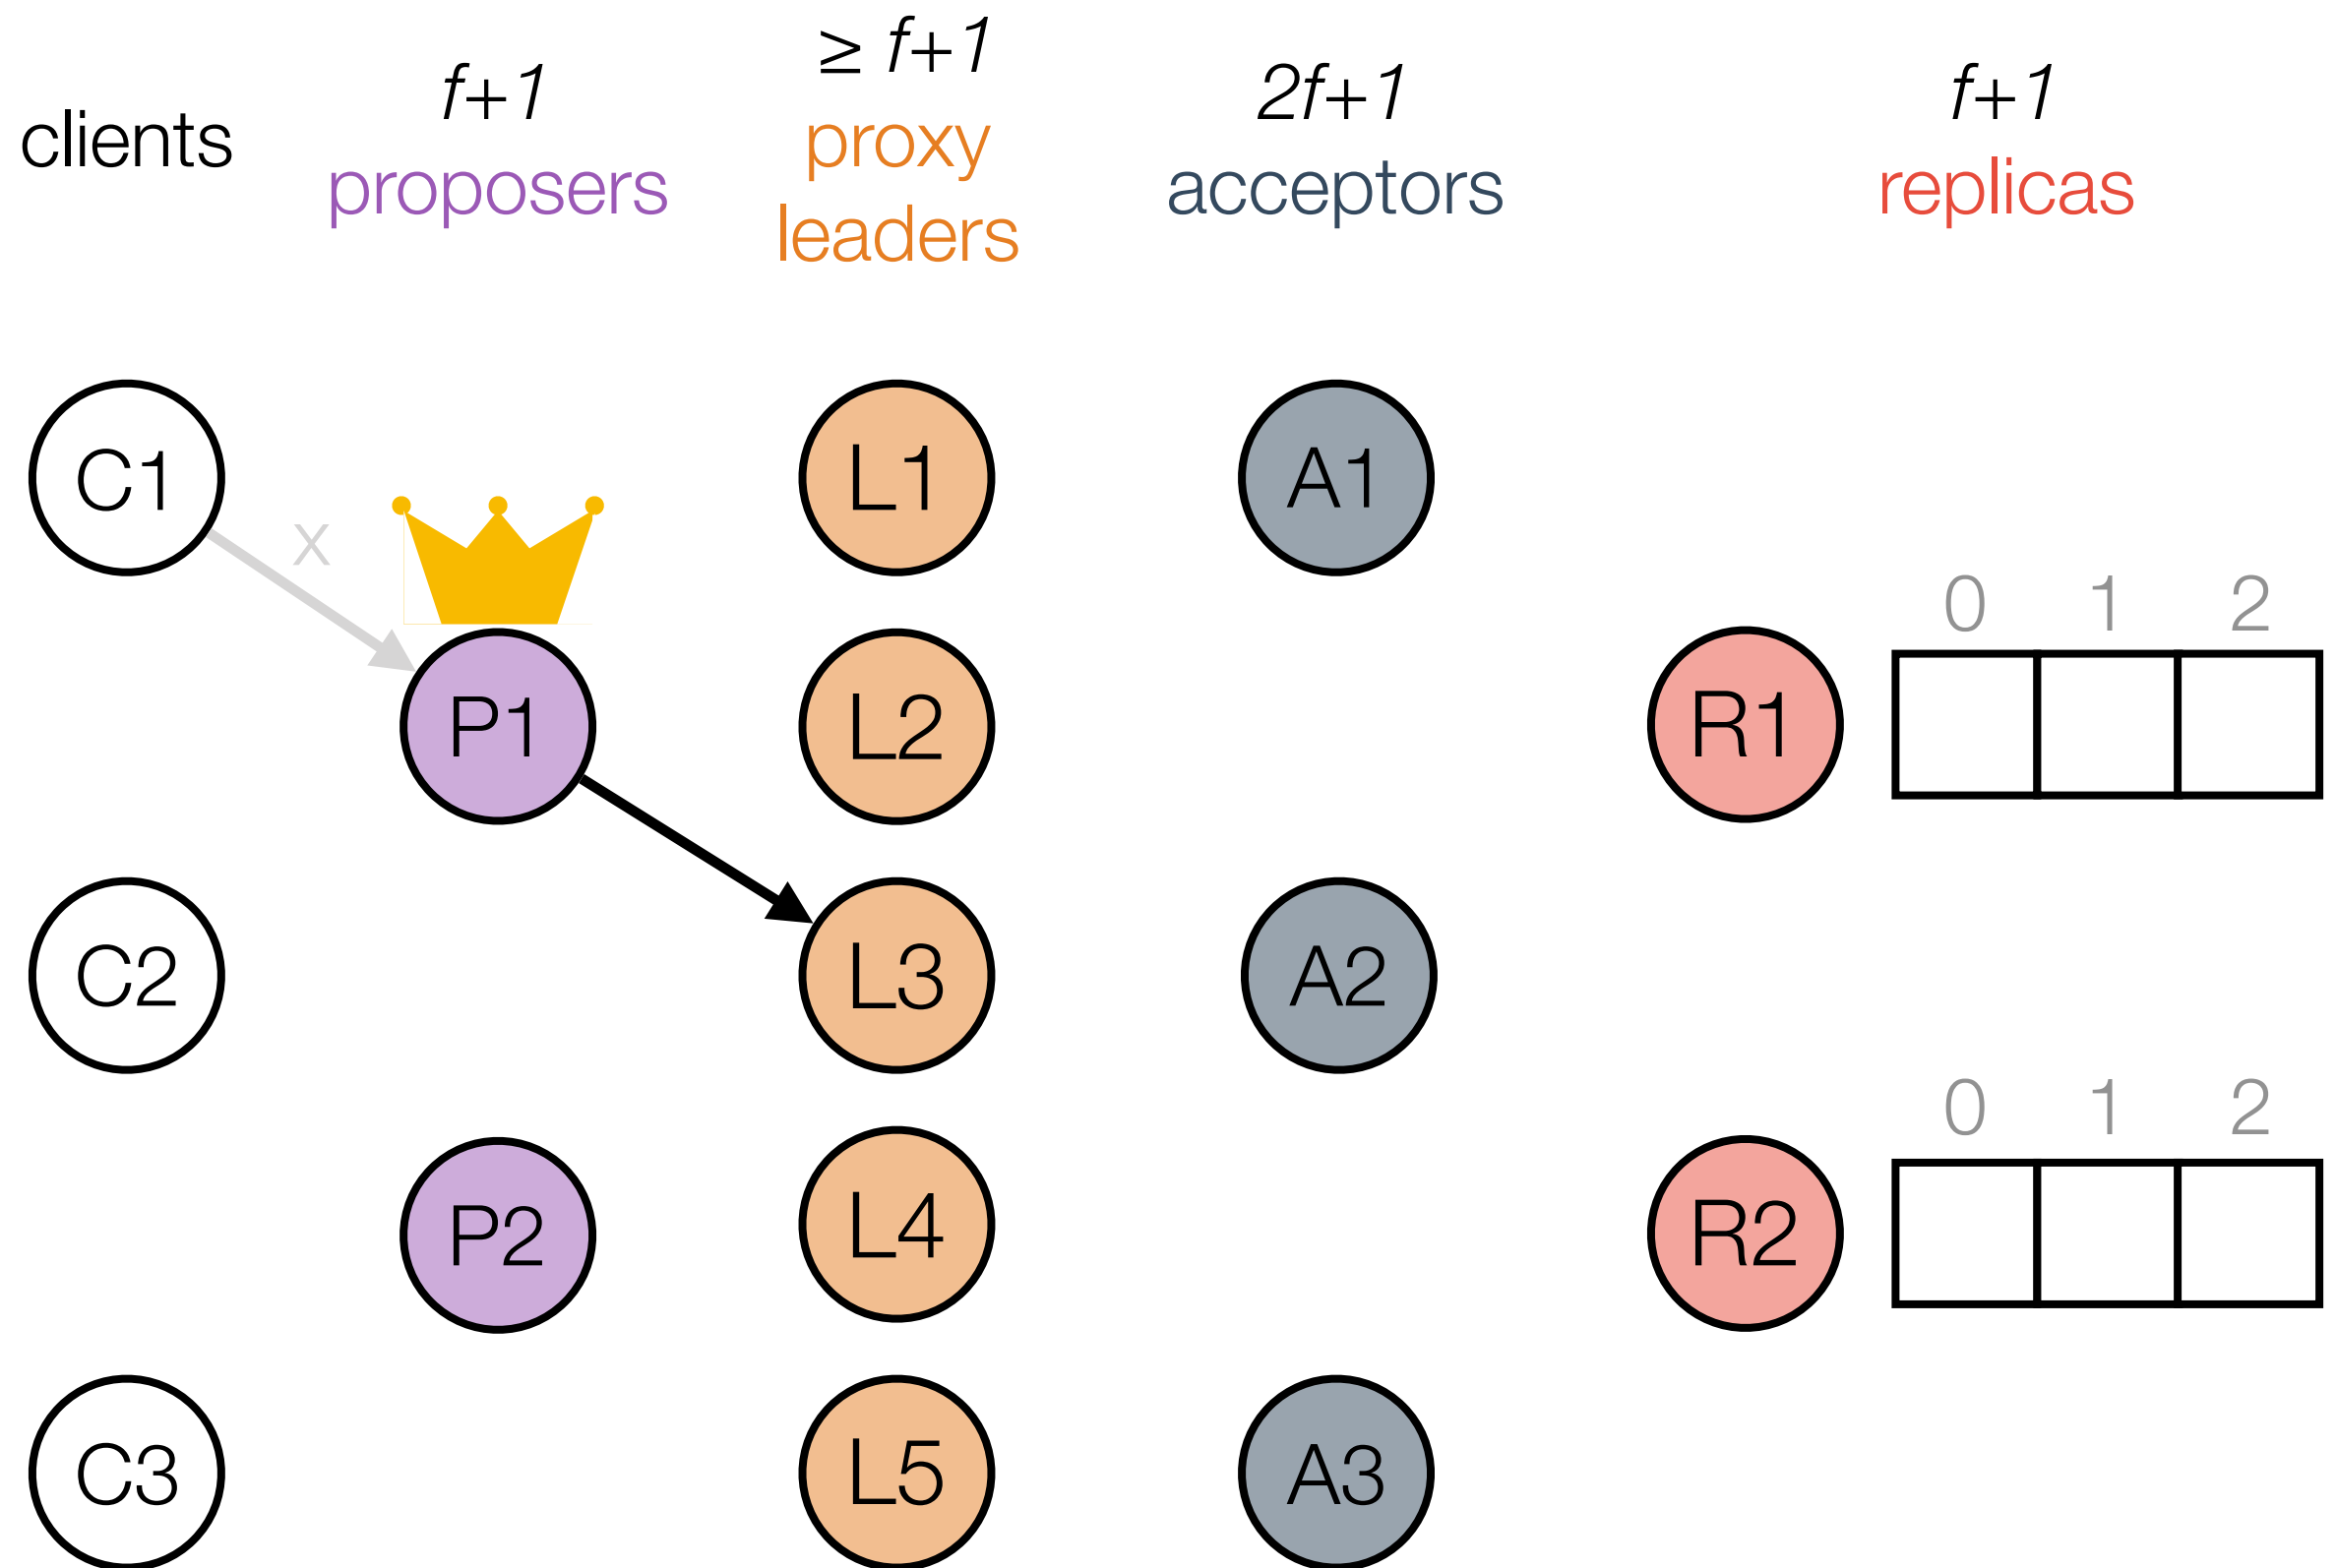 clients
f+1
proposers
≥ f+1
proxy
leaders
2f+1
acceptors
f+1
replicas
C1
x
L1
A1
P1
L2
R1
0 1 2
C2
L3
A2
P2
L4
R2
0 1 2
C3
L5
A3